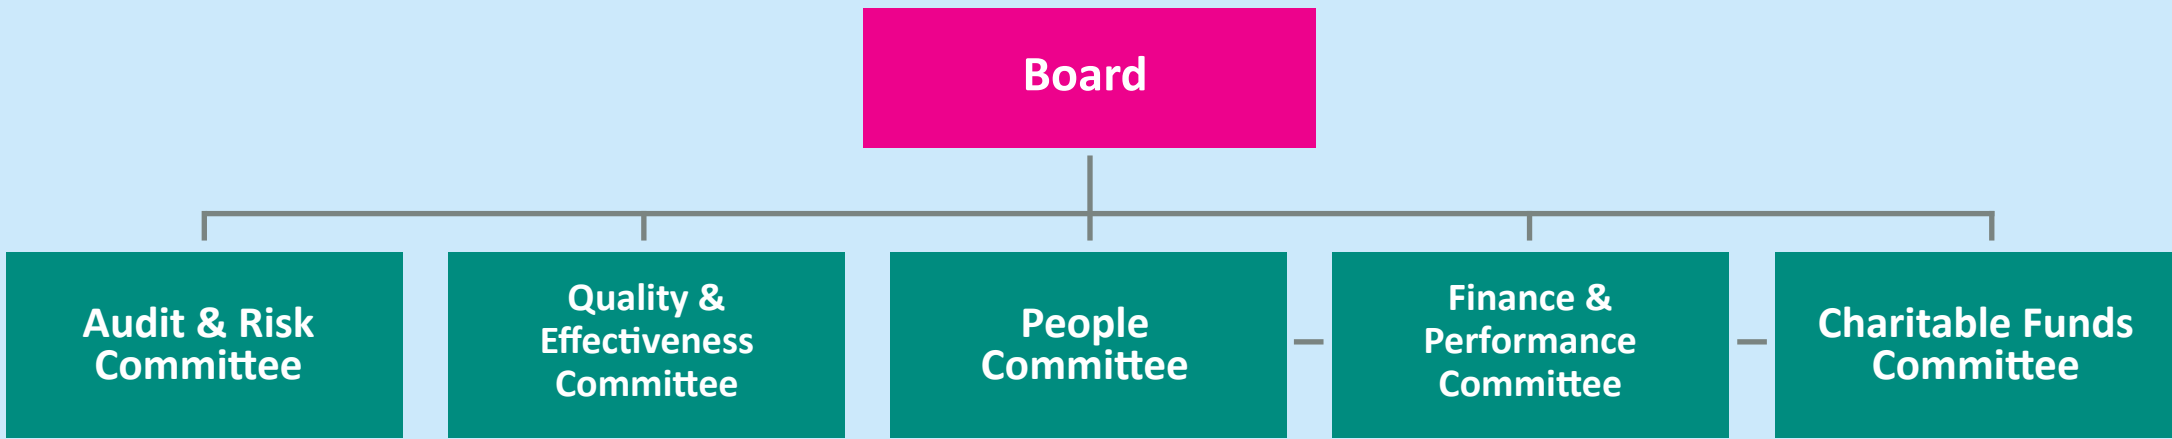 Board
Audit & Risk
Committee
Quality &
Effectiveness
Committee
People
Committee
Finance &
Performance
Committee
Charitable Funds
Committee